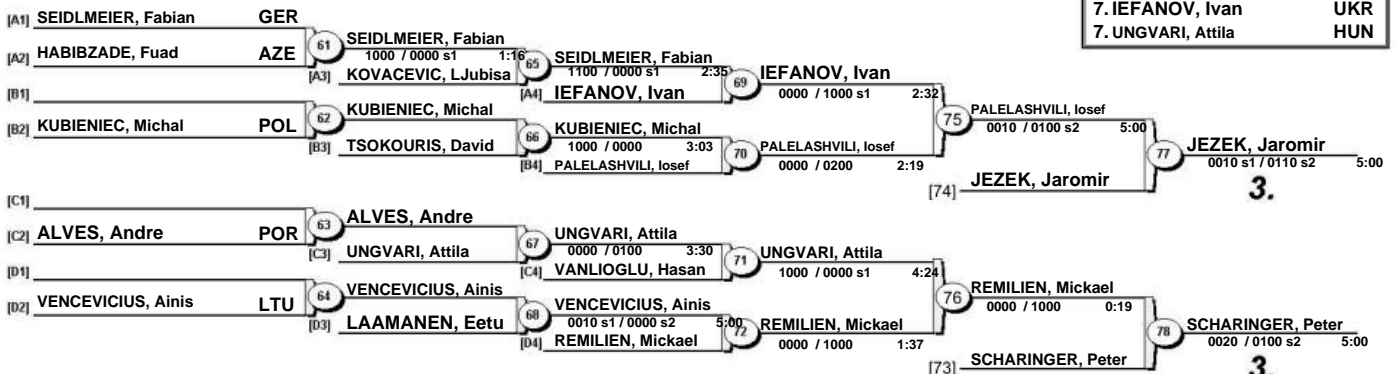 7. IEFANOV, Ivan UKR
7. UNGVARI, Attila HUN
[A1] SEIDLMEIER, Fabian GER
[A2] HABIBZADE, Fuad AZE
61
SEIDLMEIER, Fabian
1000 / 0000 s1 1:16
[A3] KOVACEVIC, LJubisa
65
SEIDLMEIER, Fabian
1100 / 0000 s1 2:35
[A4] IEFANOV, Ivan
69
IEFANOV, Ivan
0000 / 1000 s1 2:32
[B1]
[B2] KUBIENIEC, Michal POL
62
KUBIENIEC, Michal
[B3] TSOKOURIS, David
66
KUBIENIEC, Michal
1000 / 0000 3:03
[B4] PALELASHVILI, Iosef
70
PALELASHVILI, Iosef
0000 / 0200 2:19
75
PALELASHVILI, Iosef
0010 / 0100 s2 5:00
[74] JEZEK, Jaromir
77
JEZEK, Jaromir
0010 s1 / 0110 s2 5:00
3.
[C1]
[C2] ALVES, Andre POR
63
ALVES, Andre
[C3] UNGVARI, Attila
67
UNGVARI, Attila
0000 / 0100 3:30
[C4] VANLIOGLU, Hasan
71
UNGVARI, Attila
1000 / 0000 s1 4:24
[D1]
[D2] VENCEVICIUS, Ainis LTU
64
VENCEVICIUS, Ainis
[D3] LAAMANEN, Eetu
68
VENCEVICIUS, Ainis
0010 s1 / 0000 s2 5:00
[D4] REMILIEN, Mickael
72
REMILIEN, Mickael
0000 / 1000 1:37
76
REMILIEN, Mickael
0000 / 1000 0:19
[73] SCHARINGER, Peter
78
SCHARINGER, Peter
0020 / 0100 s2 5:00
3.